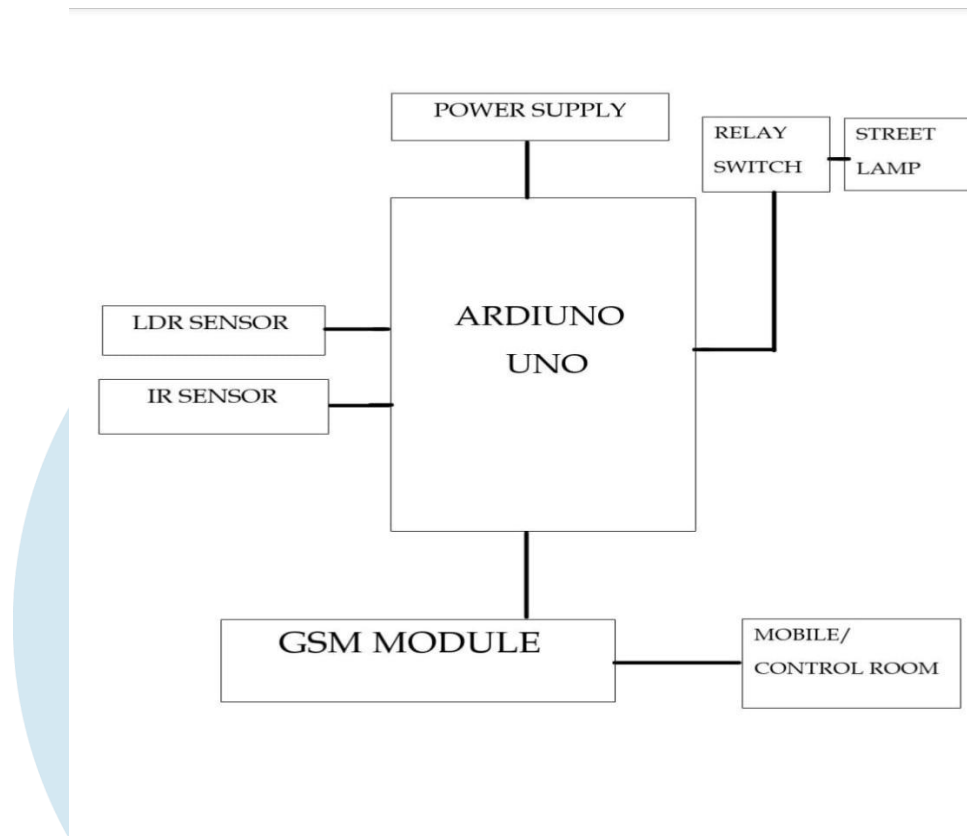 POWER SUPPLY
RELAY
SWITCH
STREET
LAMP
LDR SENSOR
ARDIUNO
UNO
IR SENSOR
GSM MODULE
MOBILE/
CONTROL ROOM